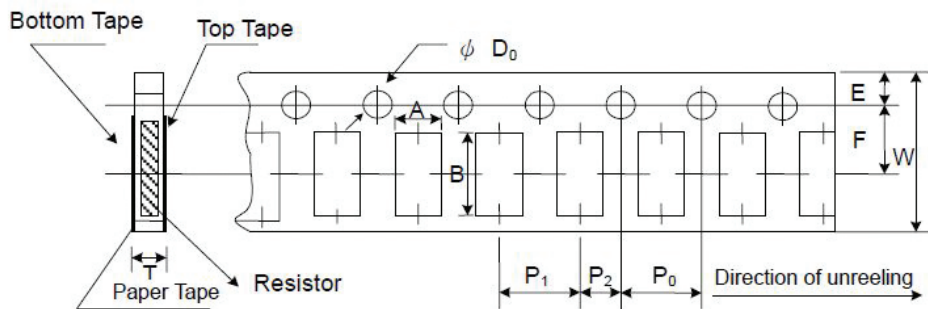 Bottom Tape
Top Tape
ψ D₀
A
B
E
F
W
T
Paper Tape
Resistor
P₁
P₂
P₀
Direction of unreeling